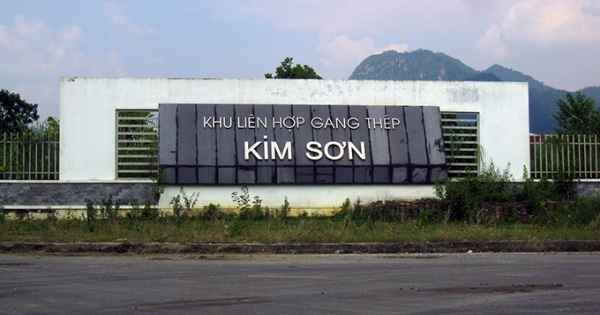 KHU LIÊN HỢP GANG THÉP
KIM SƠN